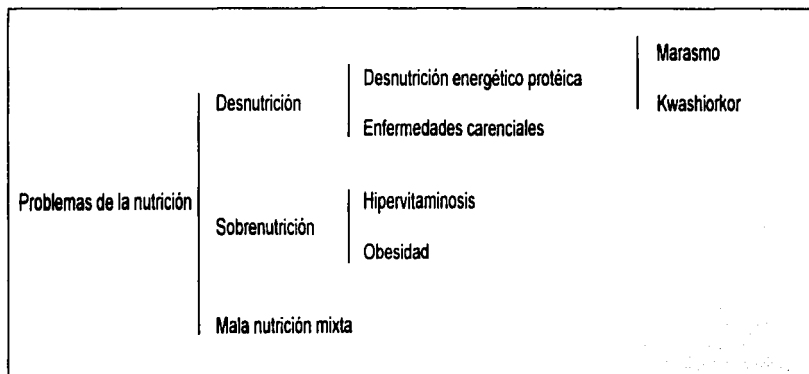 Problemas de la nutrición
Desnutrición
Desnutrición energético protéica
Marasmo
Kwashiorkor
Enfermedades carenciales
Sobrenutrición
Hipervitaminosis
Obesidad
Mala nutrición mixta